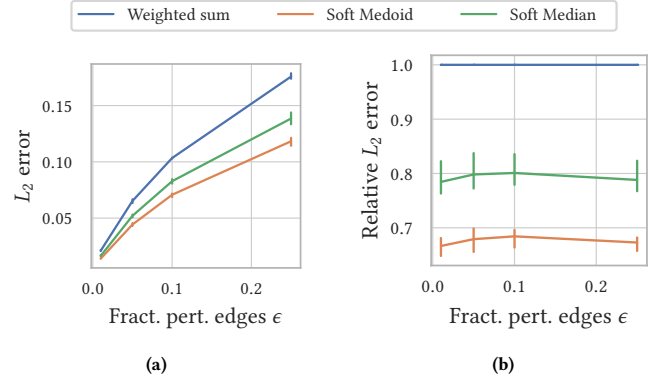 Weighted sum Soft Medoid Soft Median
L₂ error
0.15
0.10
0.05
0.0 0.1 0.2
Fract. pert. edges ϵ
(a)
Relative L₂ error
1.0
0.9
0.8
0.7
0.0 0.1 0.2
Fract. pert. edges ϵ
(b)